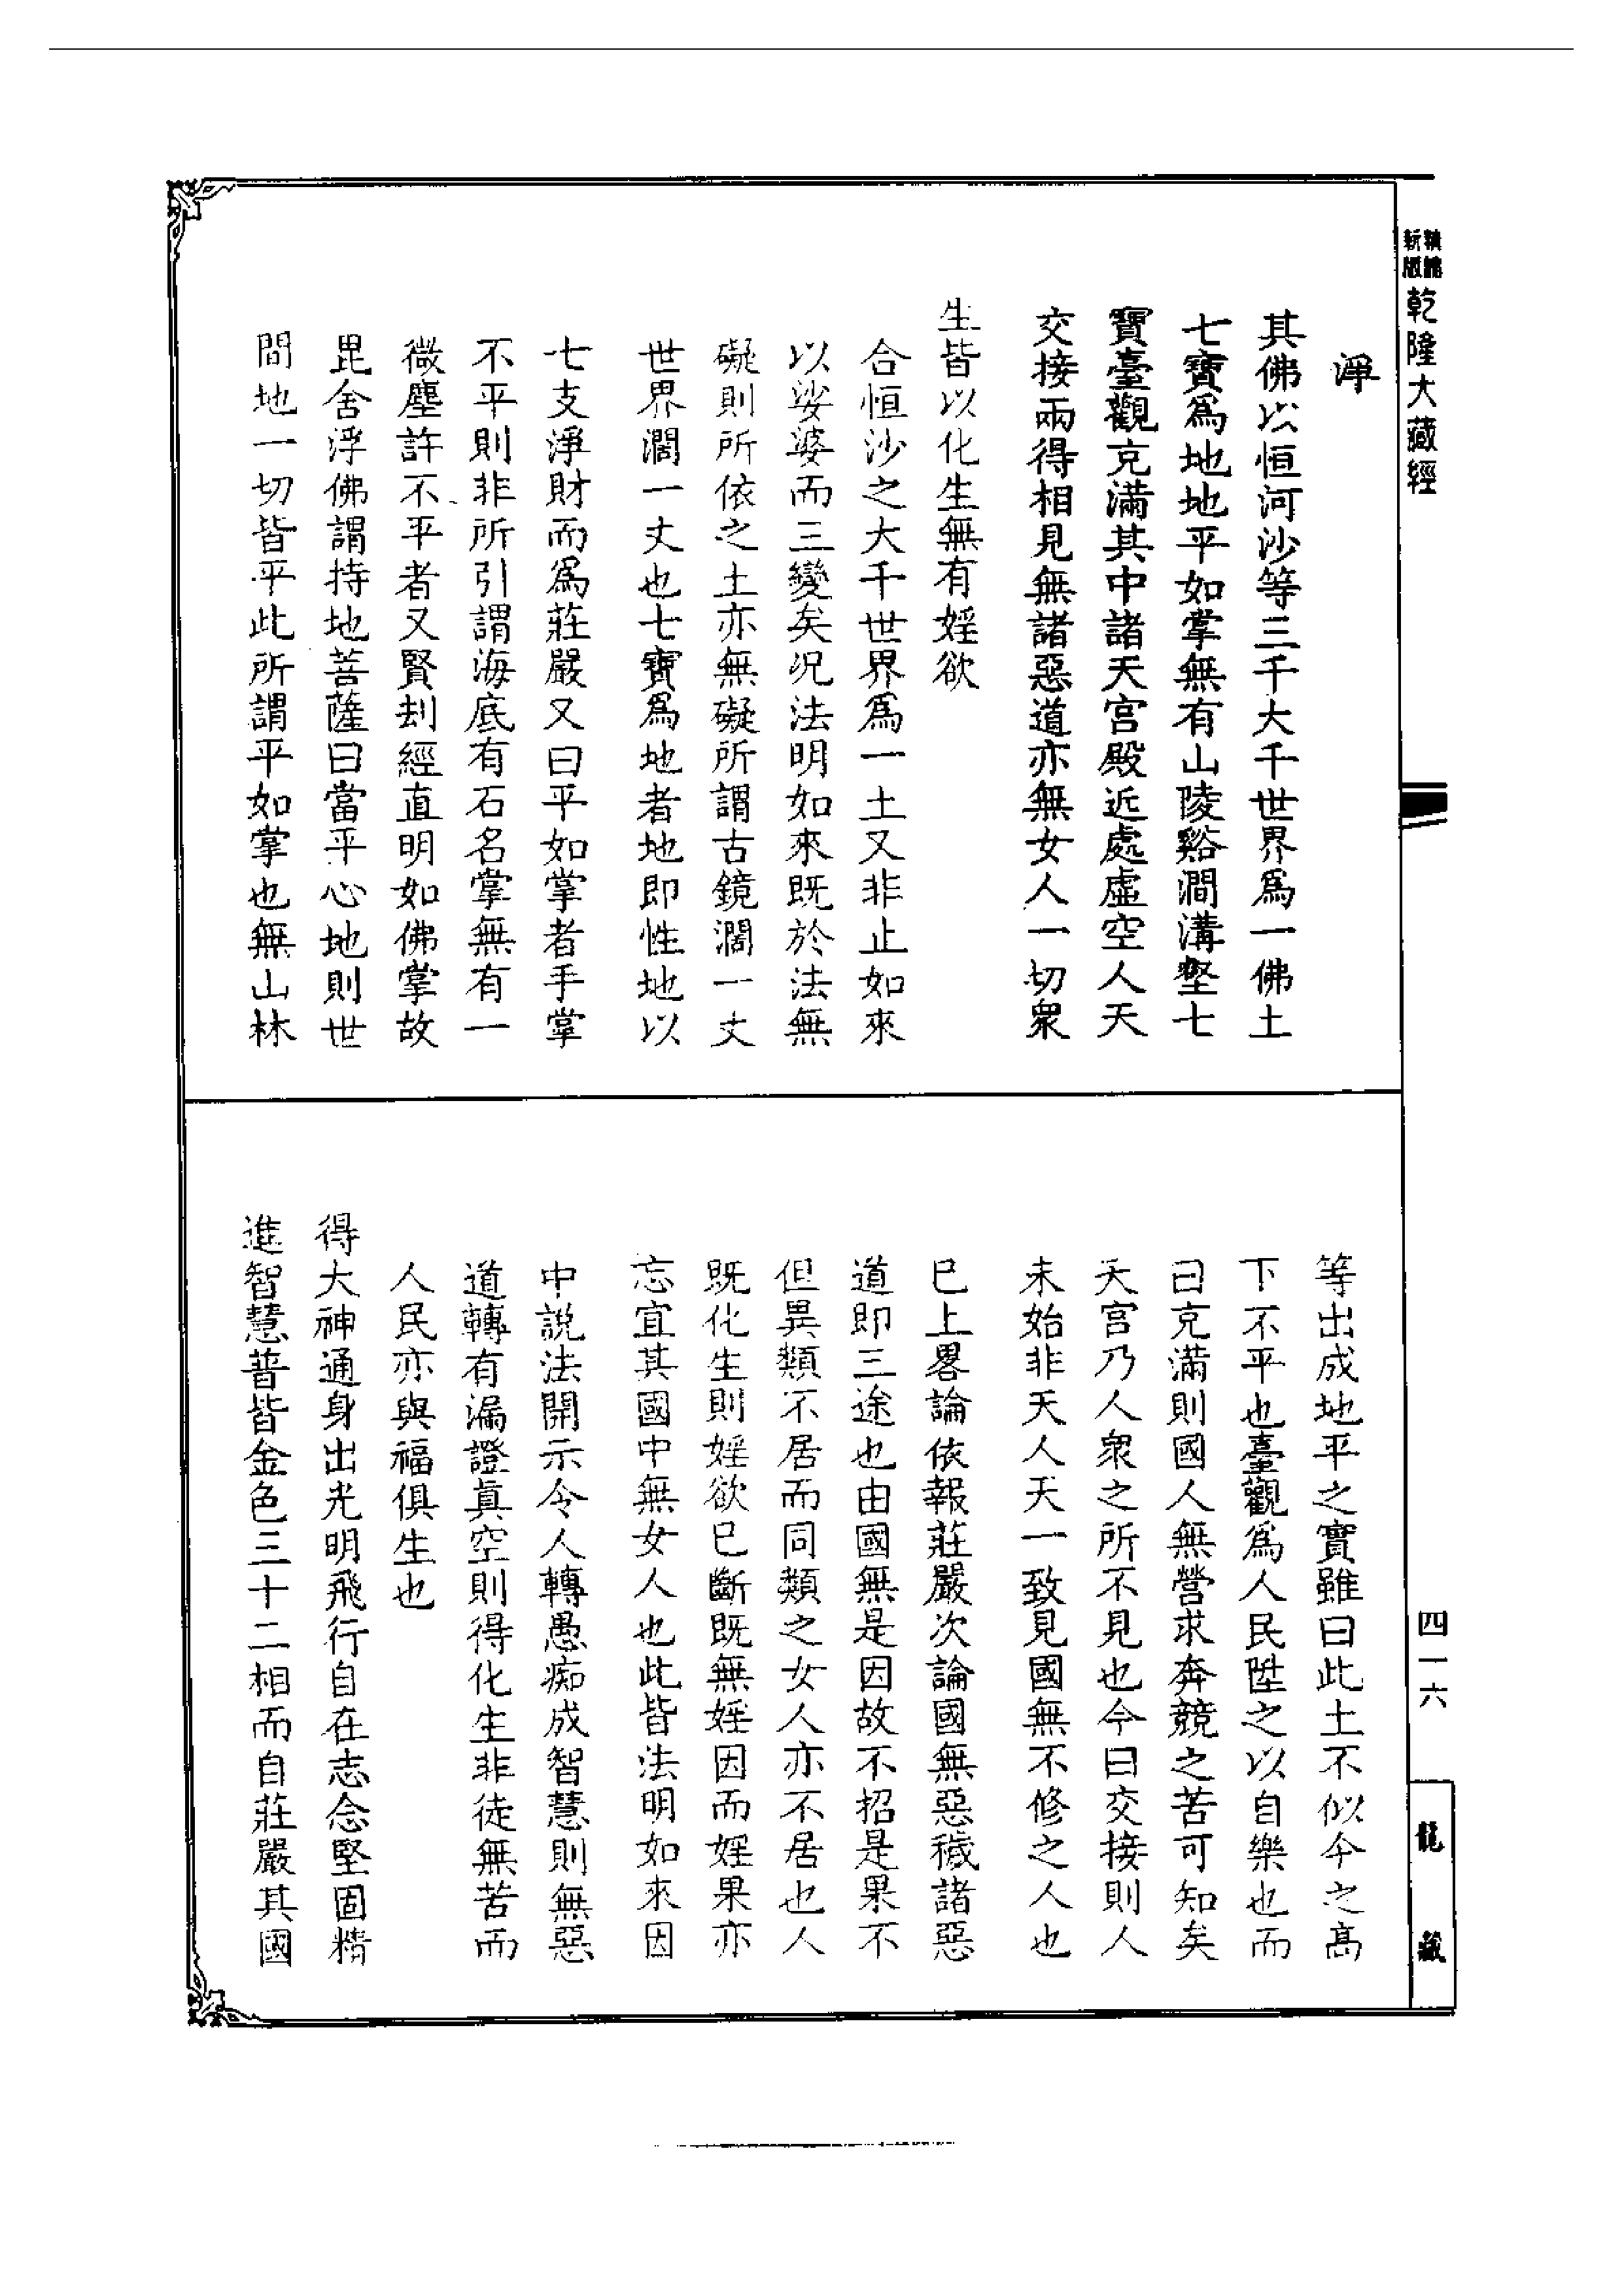 精編
新版
乾隆大藏經
淨
其佛以恒河沙等三千大千世界爲一佛土
七寶爲地地平如掌無有山陵谿澗溝壑七
寶臺觀充滿其中諸天宮殿近處虛空人天
交接兩得相見無諸惡道亦無女人一切衆
生皆以化生無有婬欲
合恒沙之大千世界爲一土又非止如來
以娑婆而三變矣况法明如來既於法無
礙則所依之土亦無礙所謂古鏡濶一丈
世界濶一丈也七寶爲地者地即性地以
七支淨財而爲莊嚴又曰平如掌者手掌
不平則非所引謂海底有石名掌無有一
微塵許不平者又賢刦經直明如佛掌故
毘舍浮佛謂持地菩薩曰當平心地則世
間地一切皆平此所謂平如掌也無山林
等出成地平之實雖曰此土不似今之高
下不平也臺觀爲人民陞之以自樂也而
曰充滿則國人無營求奔競之苦可知矣
天宮乃人衆之所不見也今曰交接則人
未始非天人天一致見國無不修之人也
已上畧論依報莊嚴次論國無惡穢諸惡
道即三途也由國無是因故不招是果不
但異類不居而同類之女人亦不居也人
既化生則婬欲已斷既無婬因而婬果亦
忘宜其國中無女人也此皆法明如來因
中說法開示令人轉愚痴成智慧則無惡
道轉有漏證眞空則得化生非徒無苦而
人民亦與福俱生也
得大神通身出光明飛行自在志念堅固精
進智慧普皆金色三十二相而自莊嚴其國
四一六
龍藏